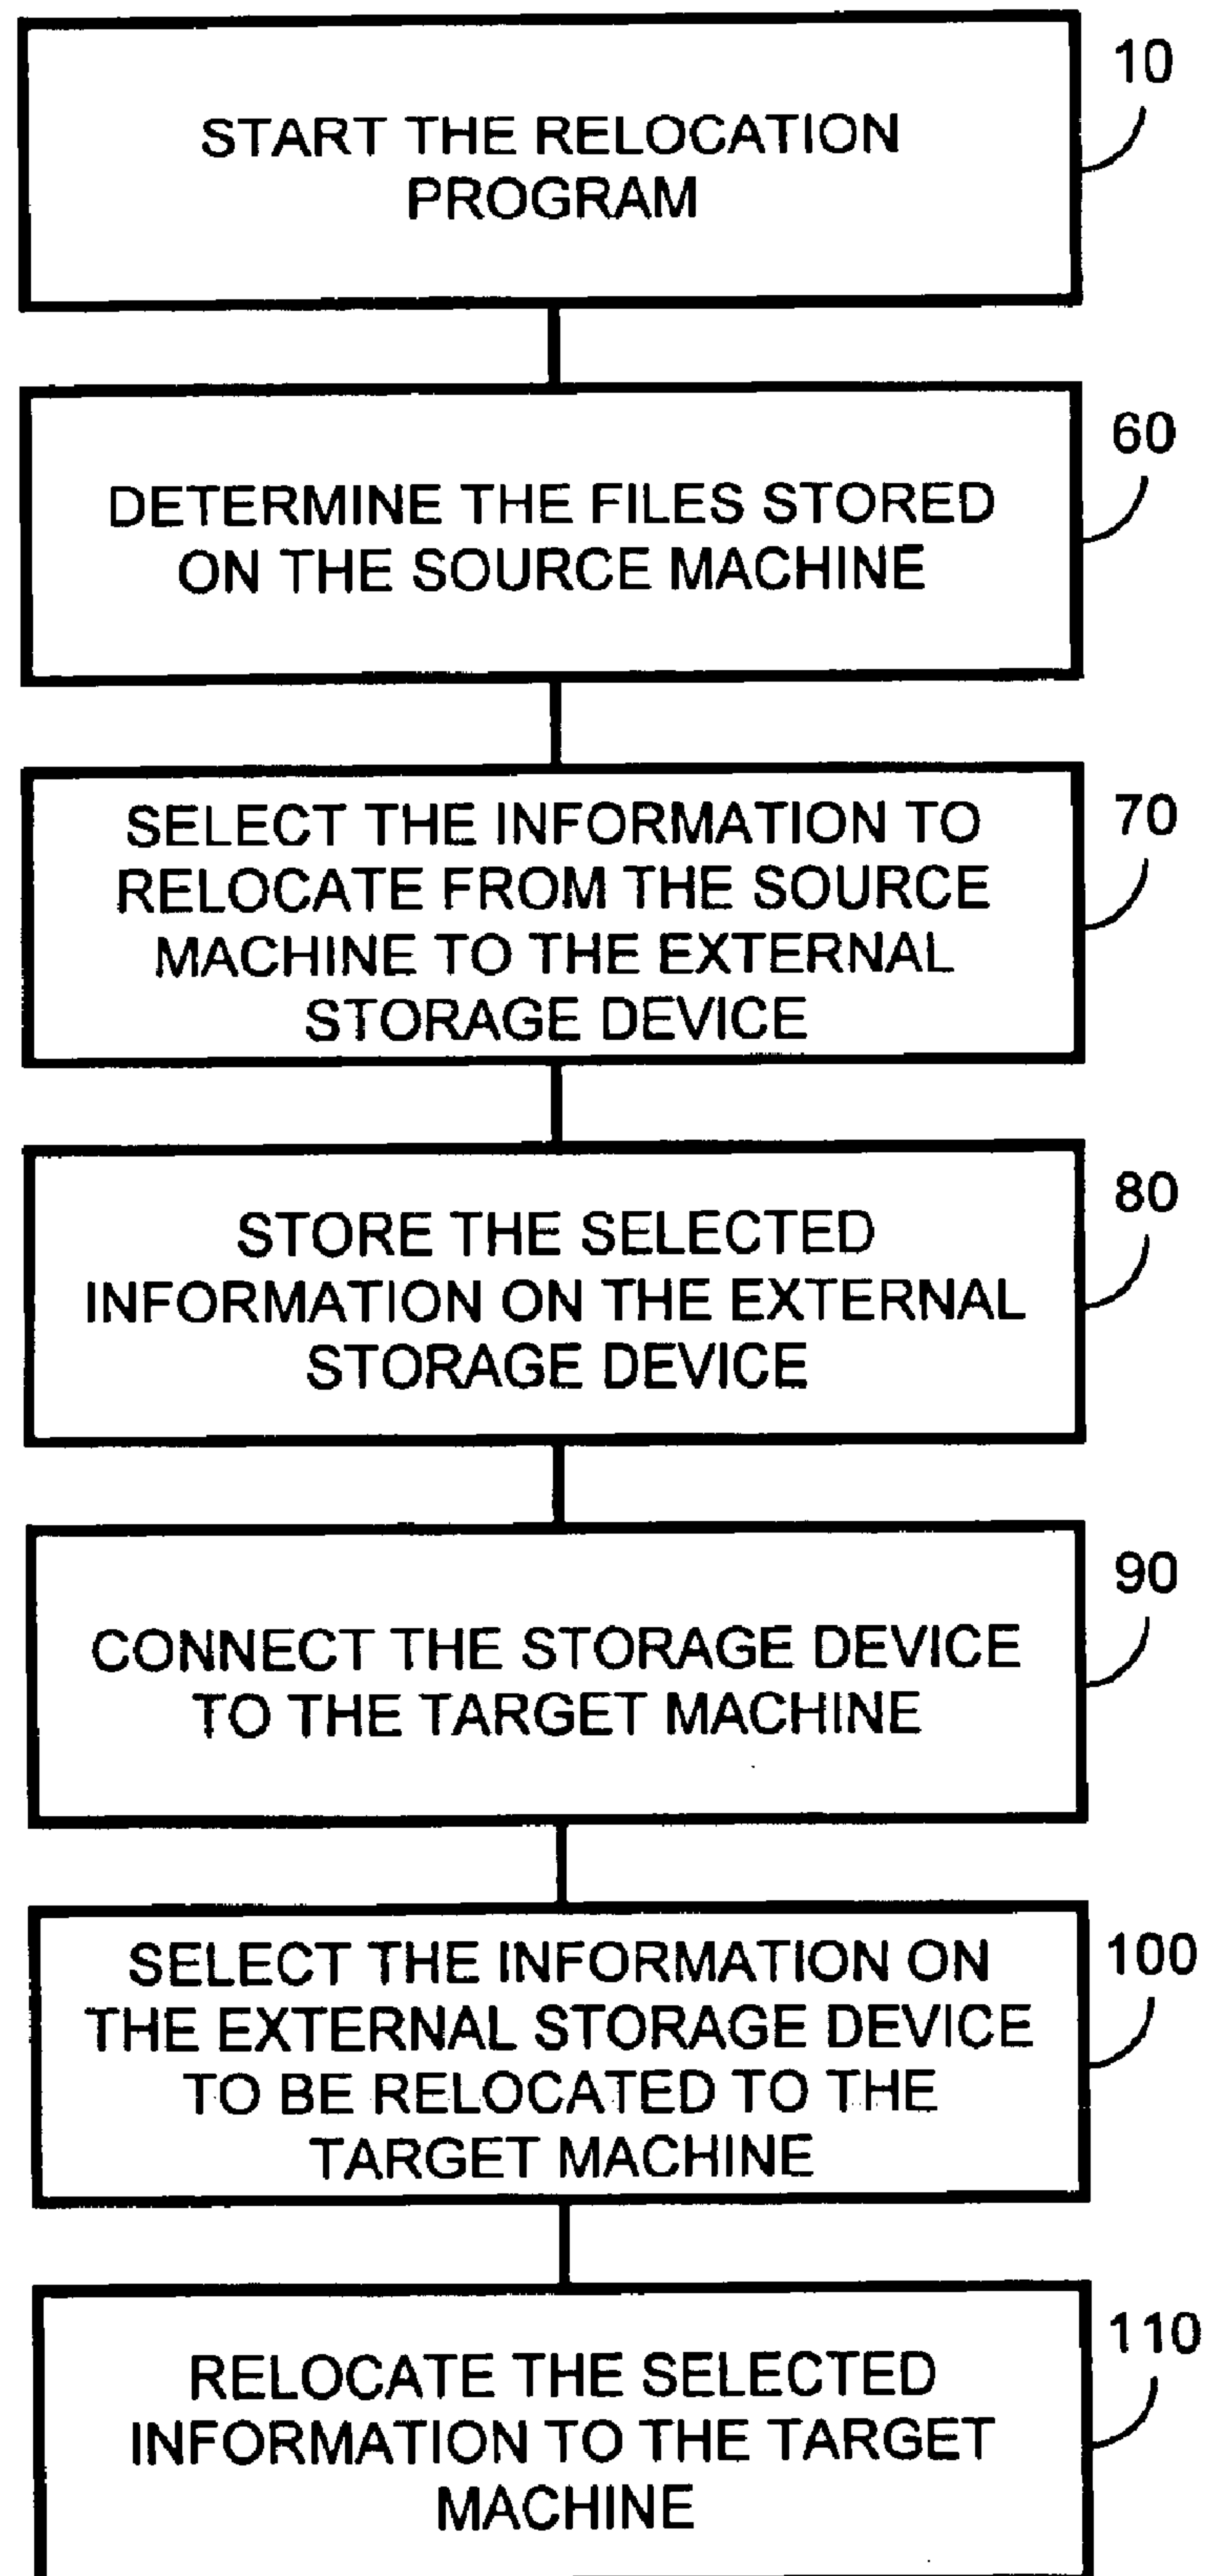 10
START THE RELOCATION
PROGRAM
60
DETERMINE THE FILES STORED
ON THE SOURCE MACHINE
70
SELECT THE INFORMATION TO
RELOCATE FROM THE SOURCE
MACHINE TO THE EXTERNAL
STORAGE DEVICE
80
STORE THE SELECTED
INFORMATION ON THE EXTERNAL
STORAGE DEVICE
90
CONNECT THE STORAGE DEVICE
TO THE TARGET MACHINE
100
SELECT THE INFORMATION ON
THE EXTERNAL STORAGE DEVICE
TO BE RELOCATED TO THE
TARGET MACHINE
110
RELOCATE THE SELECTED
INFORMATION TO THE TARGET
MACHINE